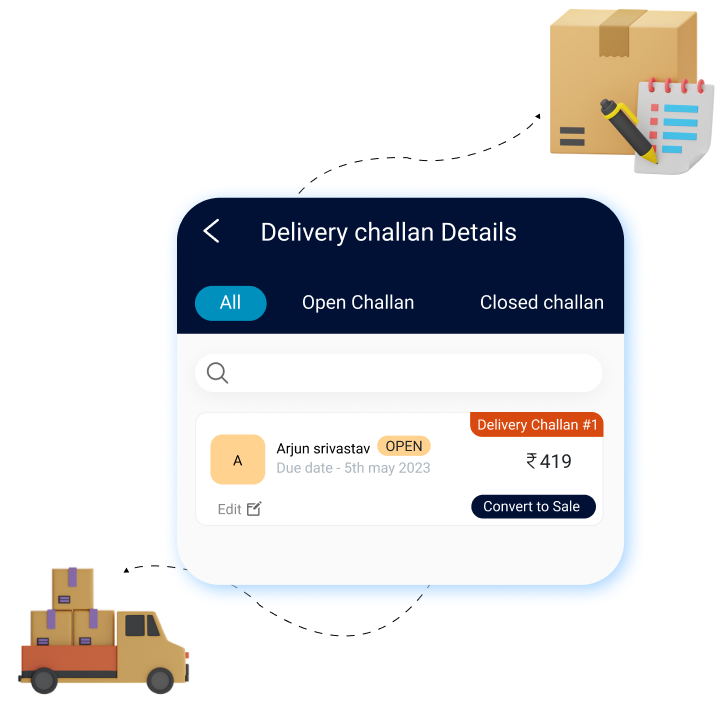 Delivery challan Details
All
Open Challan
Closed challan
Delivery Challan #1
A
Arjun srivastav
OPEN
₹ 419
Due date - 5th may 2023
Edit
Convert to Sale